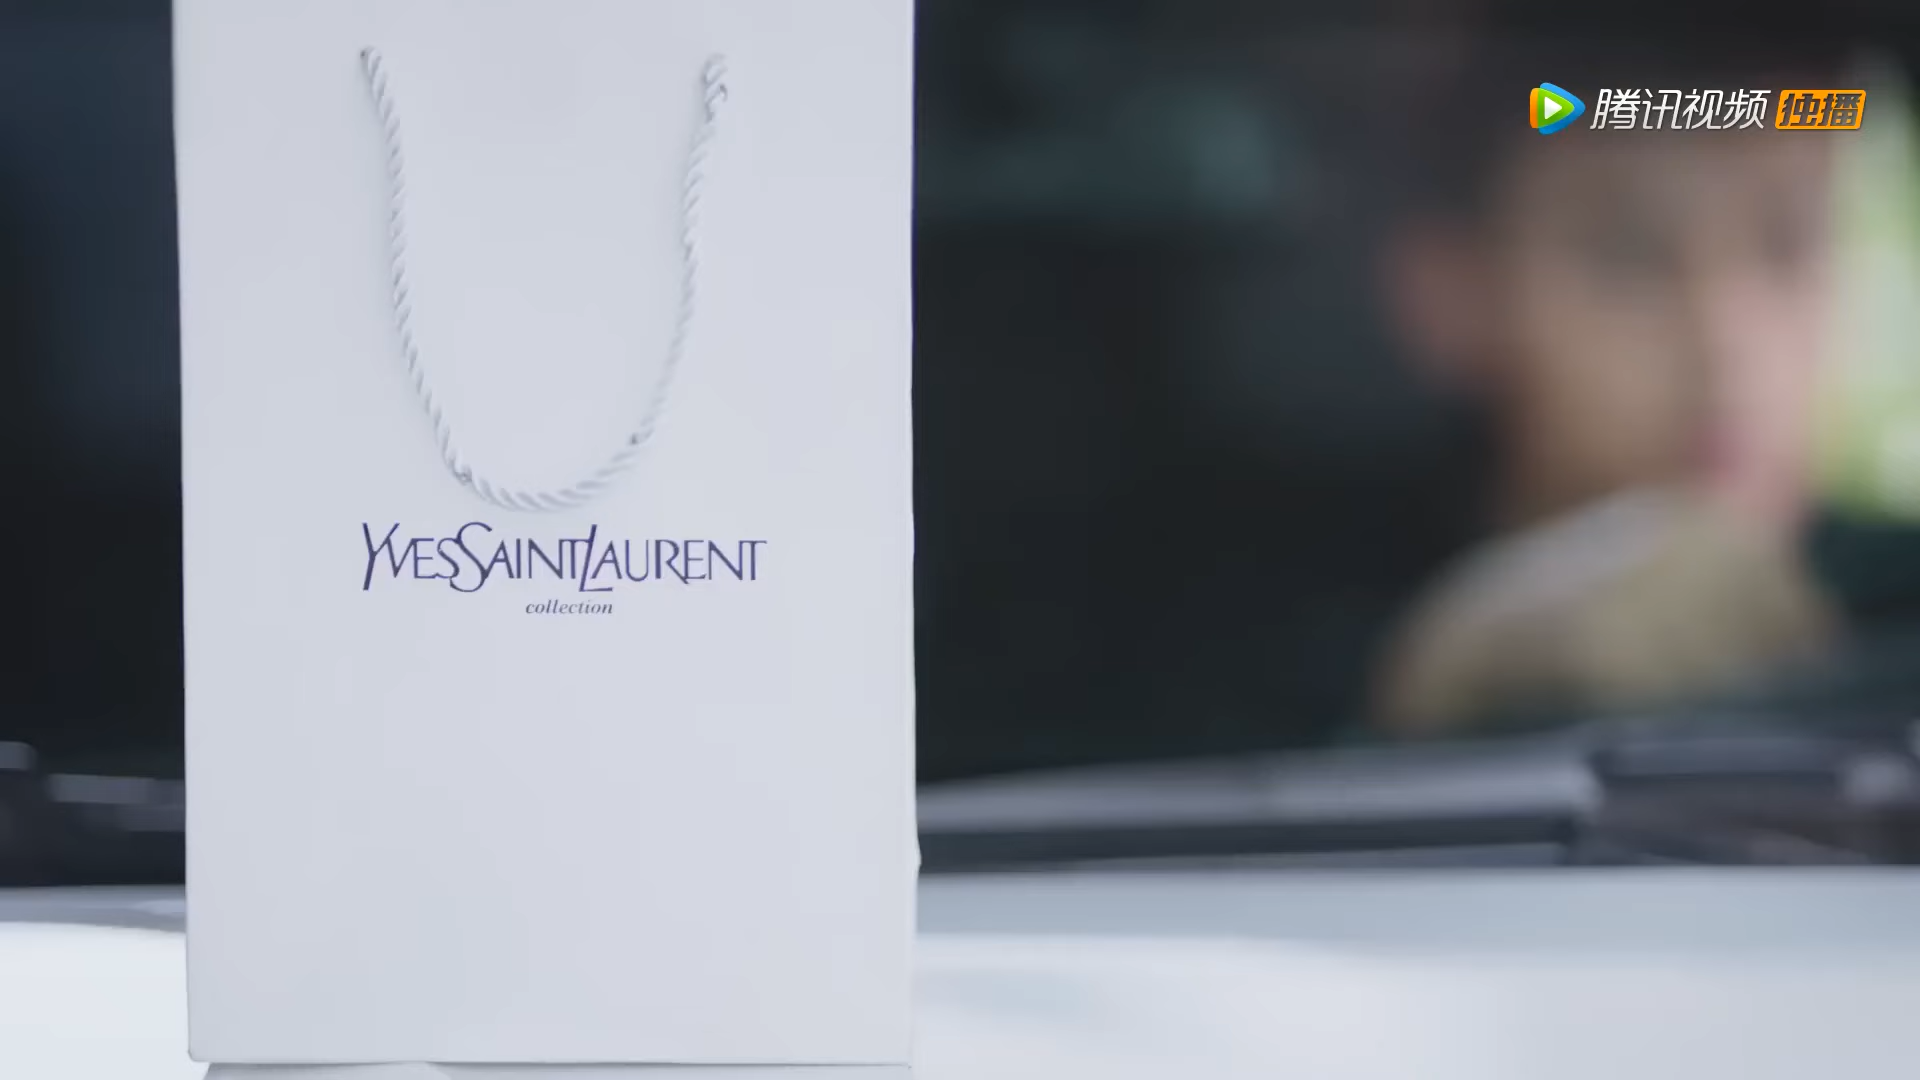 腾讯视频 独播
YVESSAINTLAURENT
collection